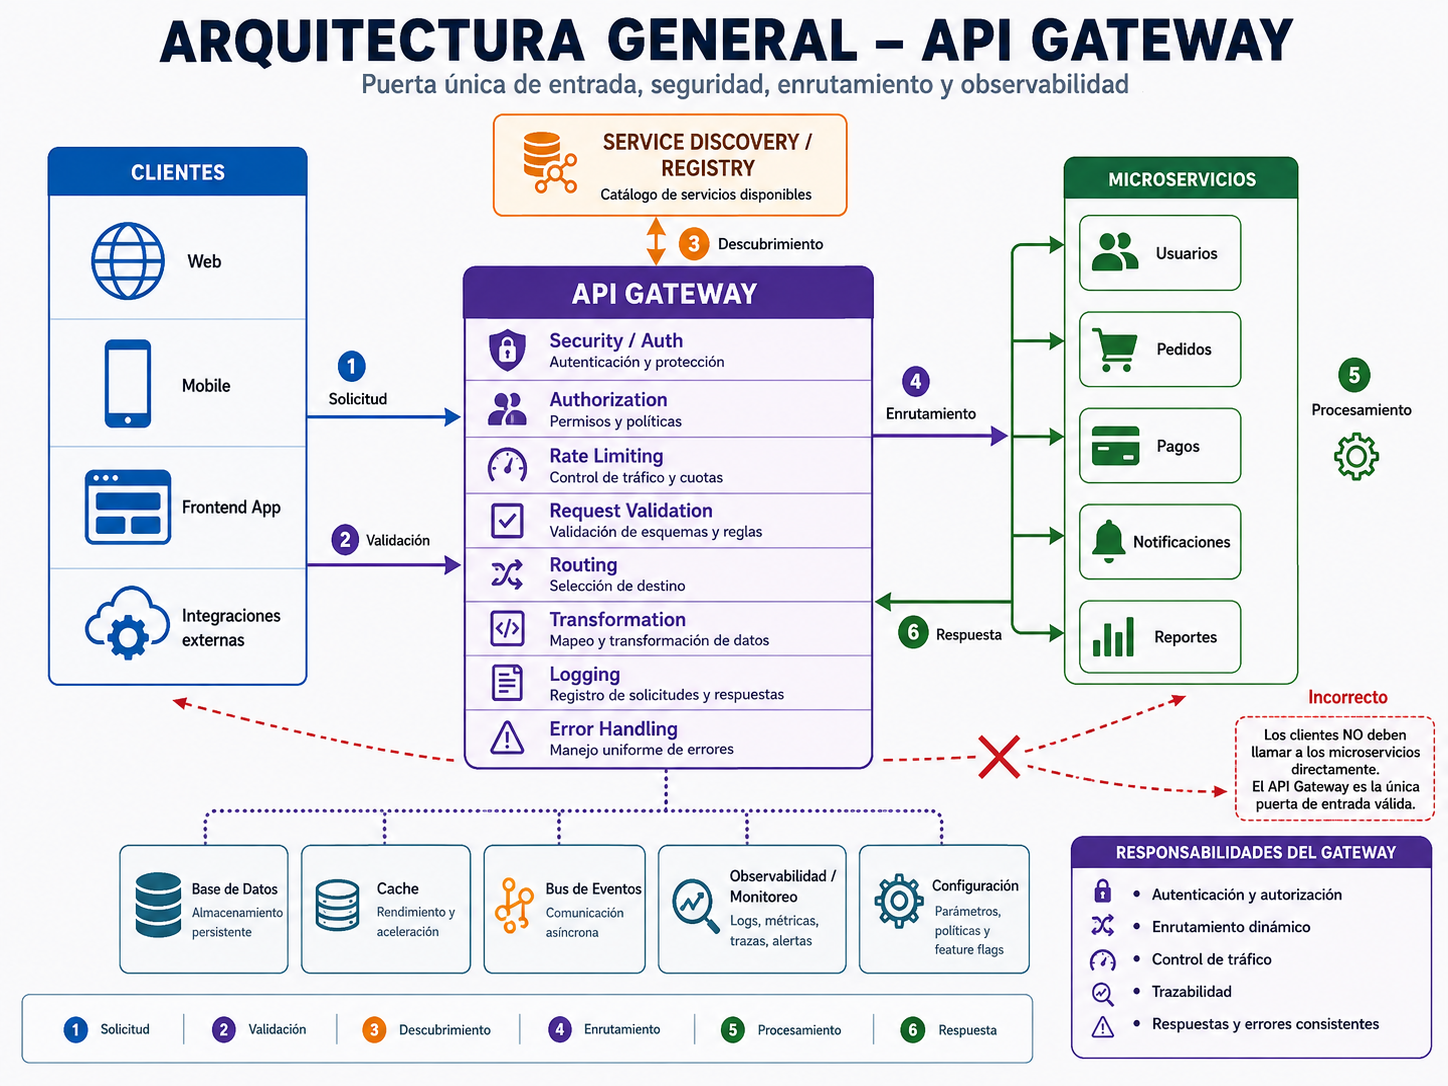 ARQUITECTURA GENERAL – API GATEWAY
Puerta única de entrada, seguridad, enrutamiento y observabilidad
CLIENTES
Web
Mobile
Frontend App
Integraciones
externas
1
Solicitud
2 Validación
SERVICE DISCOVERY /
REGISTRY
Catálogo de servicios disponibles
3 Descubrimiento
API GATEWAY
Security / Auth
Autenticación y protección
Authorization
Permisos y políticas
Rate Limiting
Control de tráfico y cuotas
Request Validation
Validación de esquemas y reglas
Routing
Selección de destino
Transformation
Mapeo y transformación de datos
Logging
Registro de solicitudes y respuestas
Error Handling
Manejo uniforme de errores
4
Enrutamiento
6 Respuesta
MICROSERVICIOS
Usuarios
Pedidos
Pagos
Notificaciones
Reportes
5
Procesamiento
Incorrecto
Los clientes NO deben
llamar a los microservicios
directamente.
El API Gateway es la única
puerta de entrada válida.
Base de Datos
Almacenamiento
persistente
Cache
Rendimiento y
aceleración
Bus de Eventos
Comunicación
asíncrona
Observabilidad /
Monitoreo
Logs, métricas,
trazas, alertas
Configuración
Parámetros,
políticas y
feature flags
RESPONSABILIDADES DEL GATEWAY
• Autenticación y autorización
• Enrutamiento dinámico
• Control de tráfico
• Trazabilidad
• Respuestas y errores consistentes
1 Solicitud
2 Validación
3 Descubrimiento
4 Enrutamiento
5 Procesamiento
6 Respuesta